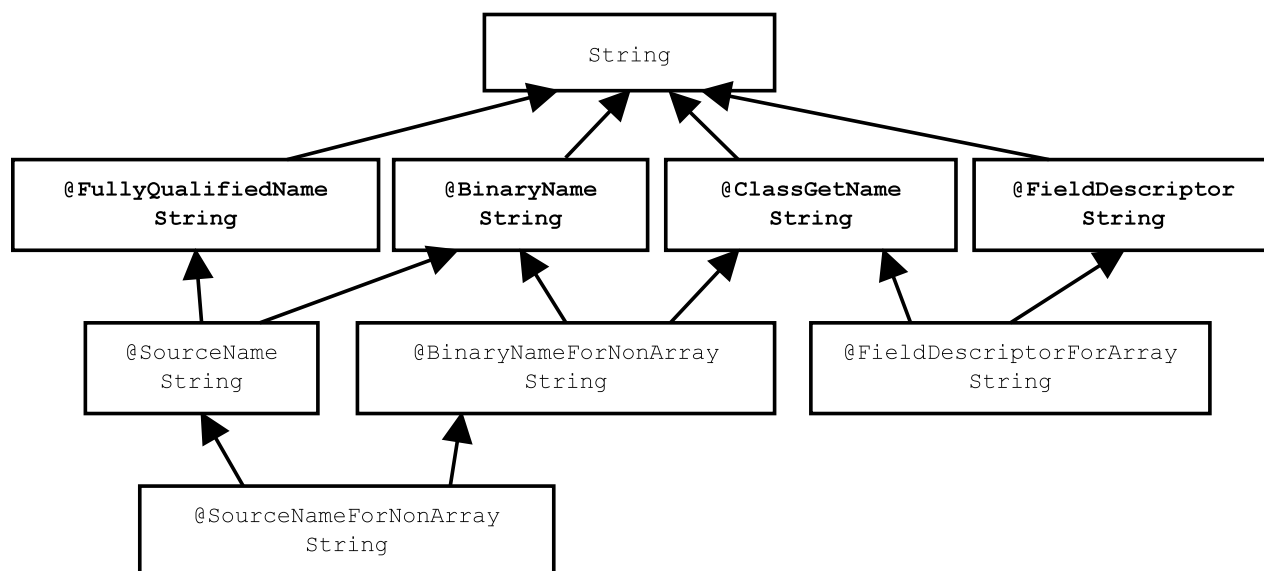 String
@FullyQualifiedName
String
@BinaryName
String
@ClassGetName
String
@FieldDescriptor
String
@SourceName
String
@BinaryNameForNonArray
String
@FieldDescriptorForArray
String
@SourceNameForNonArray
String